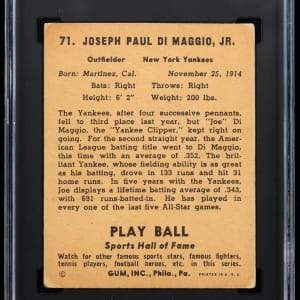 71. JOSEPH PAUL DI MAGGIO, JR.
Outfielder New York Yankees
Born: Martinez, Cal. November 25, 1914
Bats: Right Throws: Right
Height: 6' 2" Weight: 200 lbs.
The Yankees, after four successive pennants,
fell to third place last year, but "Joe" Di
Maggio, the "Yankee Clipper," kept right on
going. For the second straight year, the Amer-
ican League batting title went to Di Maggio
this time with an average of .352. The brilliant
Yankee, whose fielding ability is as great
as his batting, drove in 133 runs and hit
31 home runs. In five years with the Yankees,
Joe displays a lifetime batting average of .343,
with 691 runs-batted-in. He has played in
every one of the last five All-Star games.
PLAY BALL
Sports Hall of Fame
Watch for other famous sports stars, famous fighters,
tennis players, football heroes, etc. in this series.
© GUM, INC., Phila., Pa. PRINTED IN U.S.A.